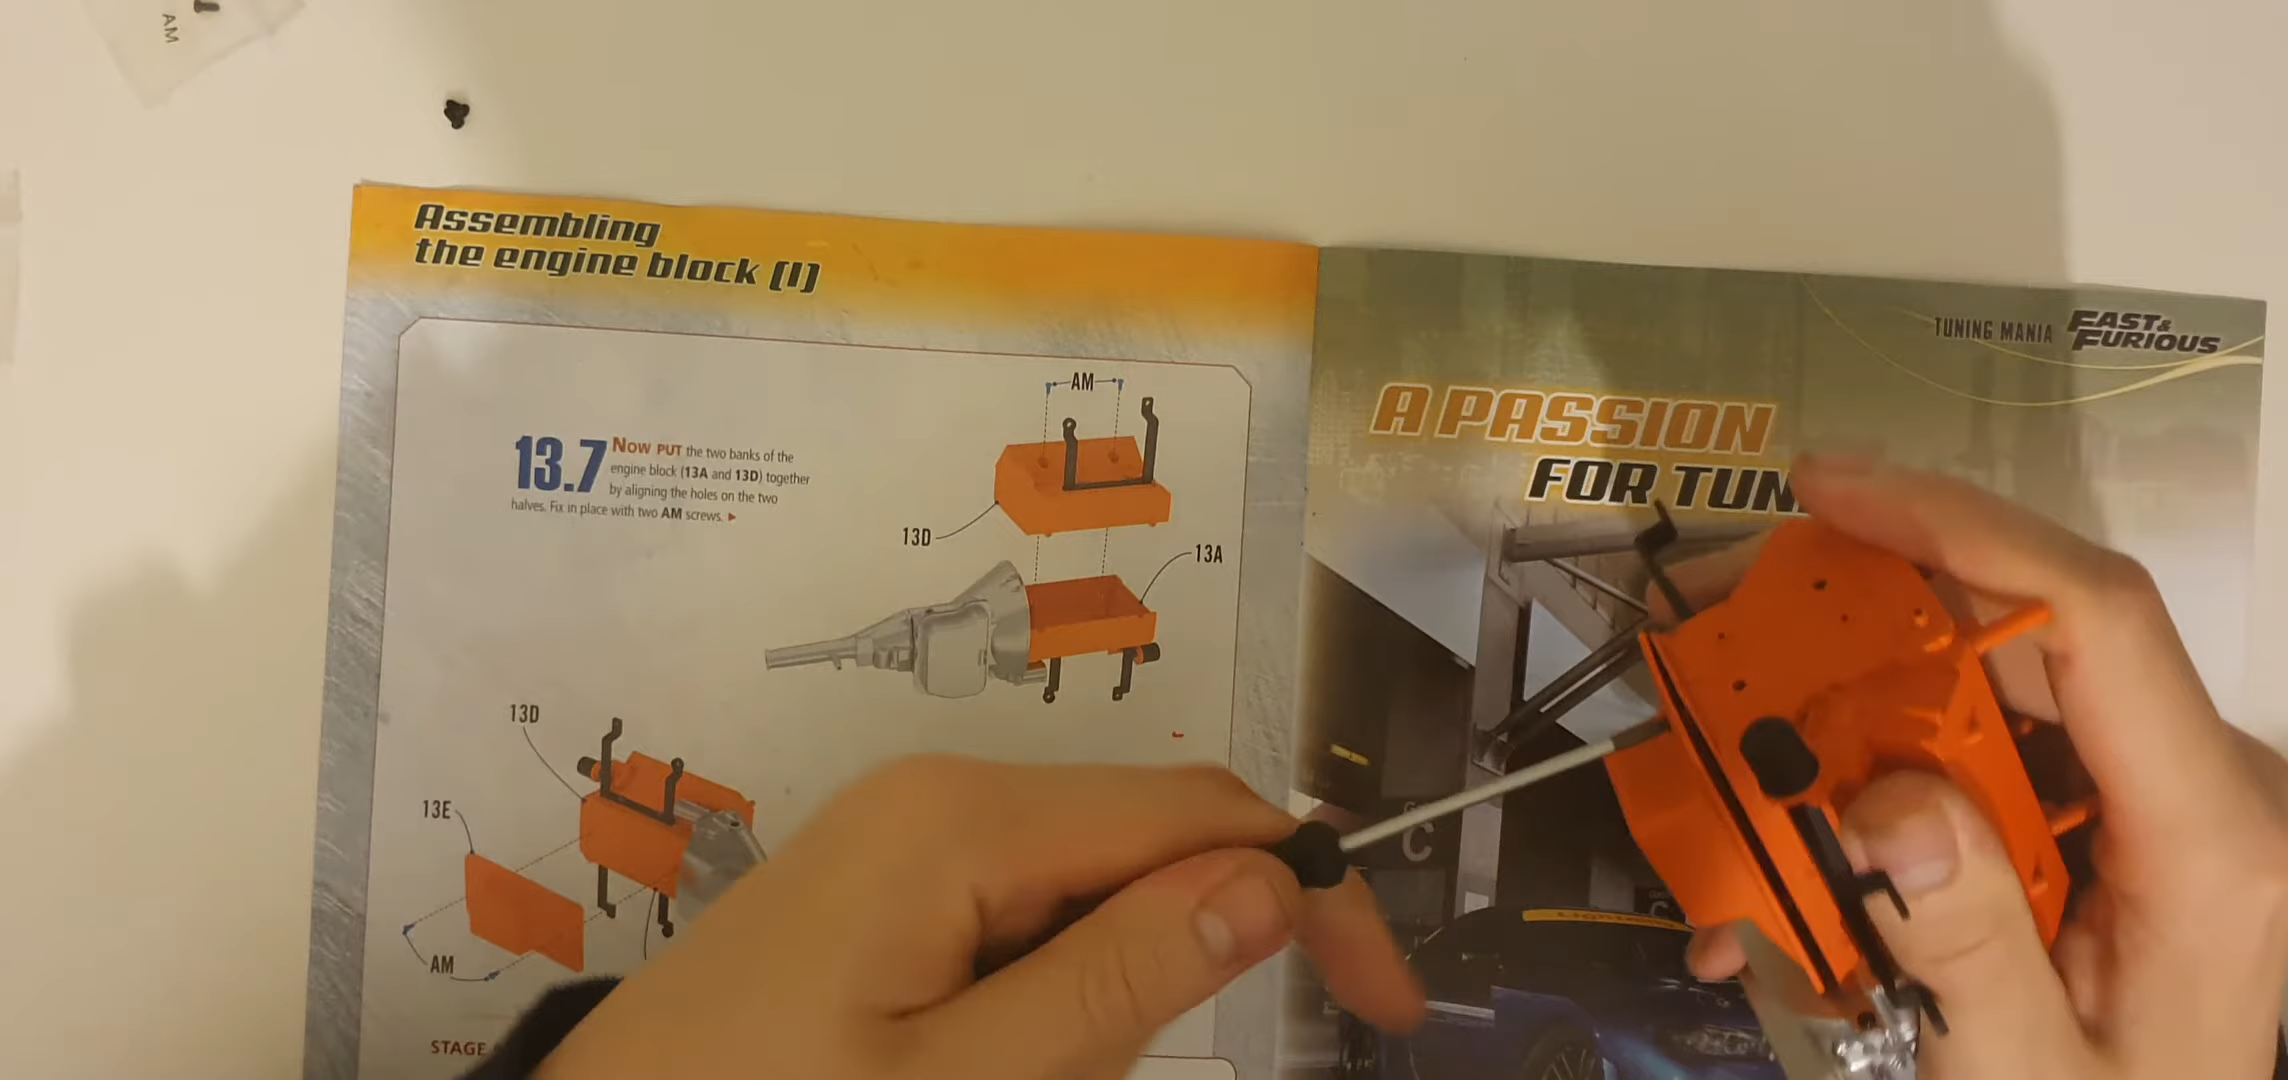 AM
Assembling
the engine block (I)
AM
13.7 Now put the two banks of the
engine block (13A and 13D) together
by aligning the holes on the two
halves. Fix in place with two AM screws.
13D
13A
13D
13E
AM
STAGE
TUNING MANIA FAST &
FURIOUS
A PASSION
FOR TUN
C